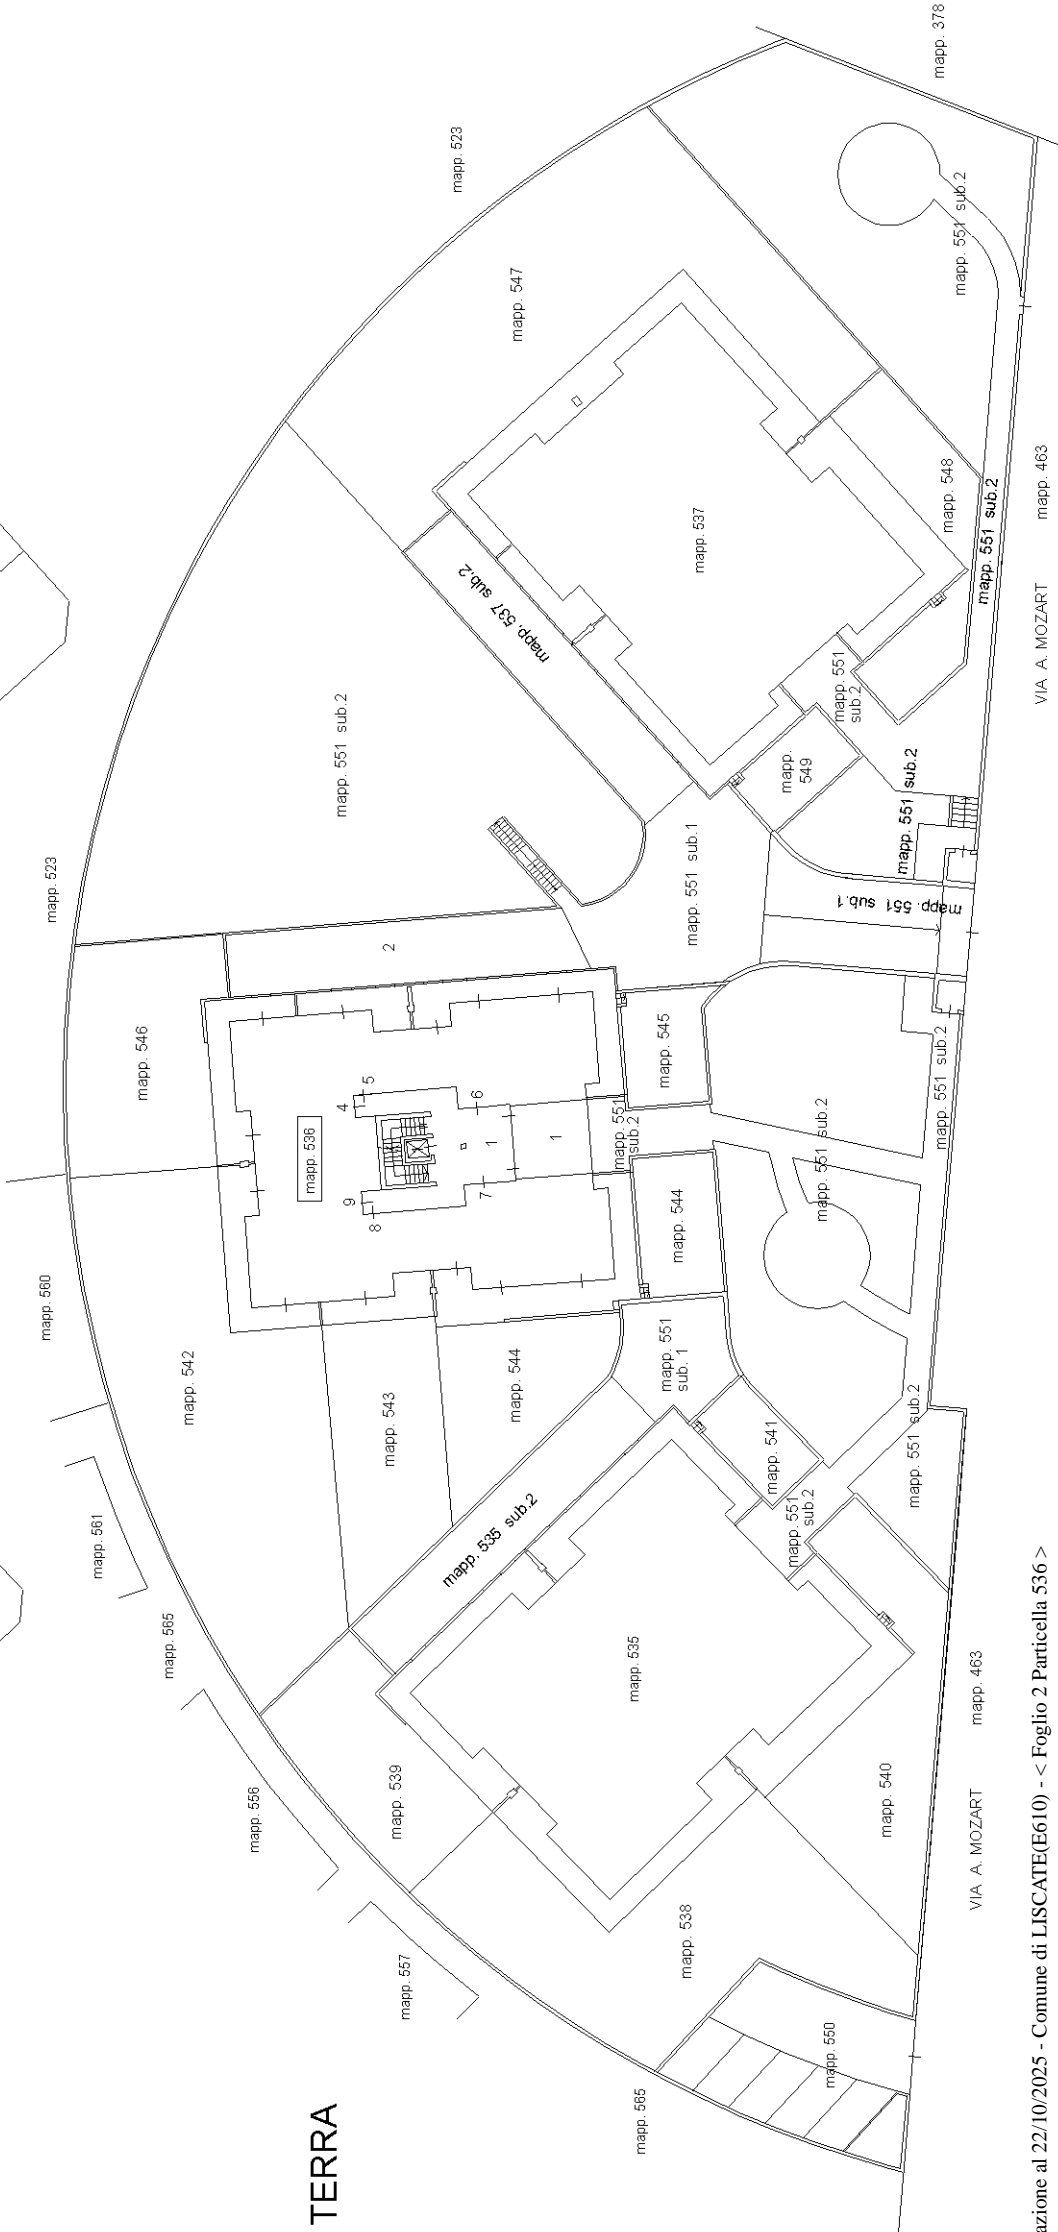 TERRA
mapp. 378
mapp. 523
mapp. 551 sub.2
mapp. 547
mapp. 548
mapp. 551 sub.2
mapp. 463
VIA A. MOZART
mapp. 537
mapp. 537 sub.2
mapp. 551
sub.2
mapp.
549
mapp. 551 sub.2
mapp. 551 sub.2
mapp. 551 sub.1
mapp. 551 sub.1
mapp. 523
2
mapp. 546
mapp. 545
mapp. 551 sub.2
mapp. 536
4
5
6
1
1
7
8
9
mapp. 551
sub.2
mapp. 551 sub.2
mapp. 544
mapp. 560
mapp. 542
mapp. 543
mapp. 544
mapp. 551
sub. 1
mapp. 541
mapp. 551 sub.2
mapp. 551
sub.2
mapp. 561
mapp. 535 sub.2
mapp. 565
mapp. 535
mapp. 463
VIA A. MOZART
mapp. 556
mapp. 539
mapp. 540
mapp. 538
mapp. 557
mapp. 550
mapp. 565
azione al 22/10/2025 - Comune di LISCATE(E610) - < Foglio 2 Particella 536 >